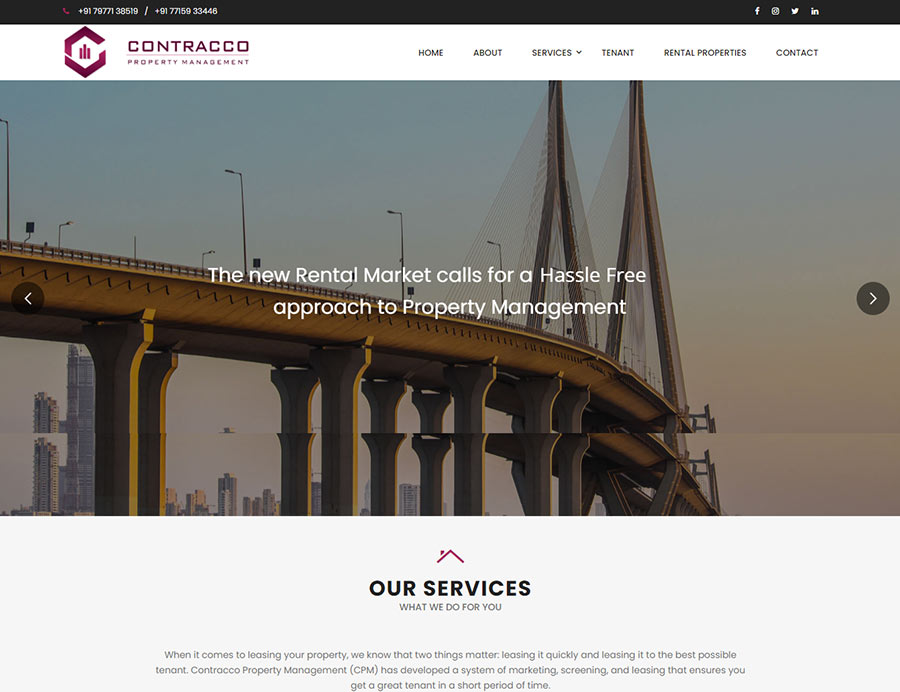 +91 79771 38519 / +91 77159 33446
CONTRACCO
PROPERTY MANAGEMENT
HOME ABOUT SERVICES TENANT RENTAL PROPERTIES CONTACT
The new Rental Market calls for a Hassle Free
approach to Property Management
OUR SERVICES
WHAT WE DO FOR YOU
When it comes to leasing your property, we know that two things matter: leasing it quickly and leasing it to the best possible
tenant. Contracco Property Management (CPM) has developed a system of marketing, screening, and leasing that ensures you
get a great tenant in a short period of time.